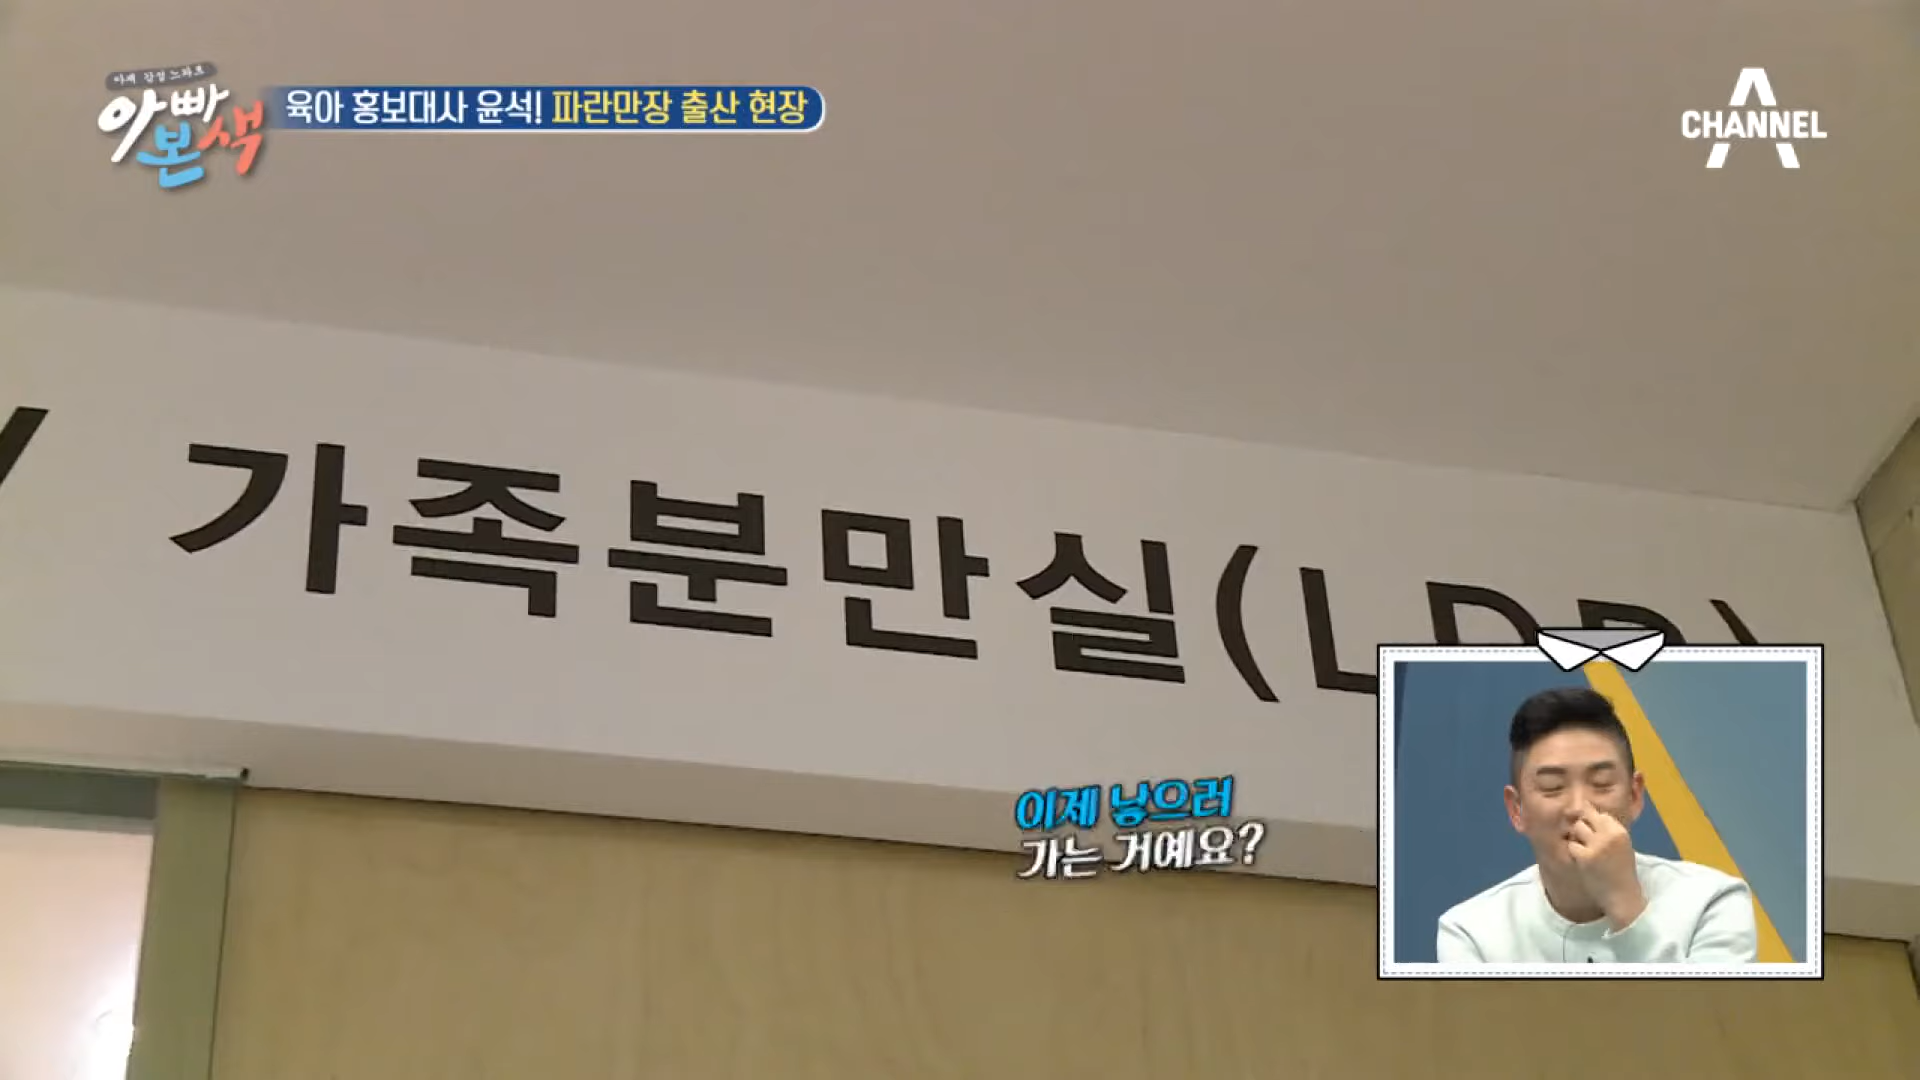 아빠본색
육아 홍보대사 윤석! 파란만장 출산 현장
CHANNEL A
가족분만실(LDR)
이제 낳으러
가는 거예요?